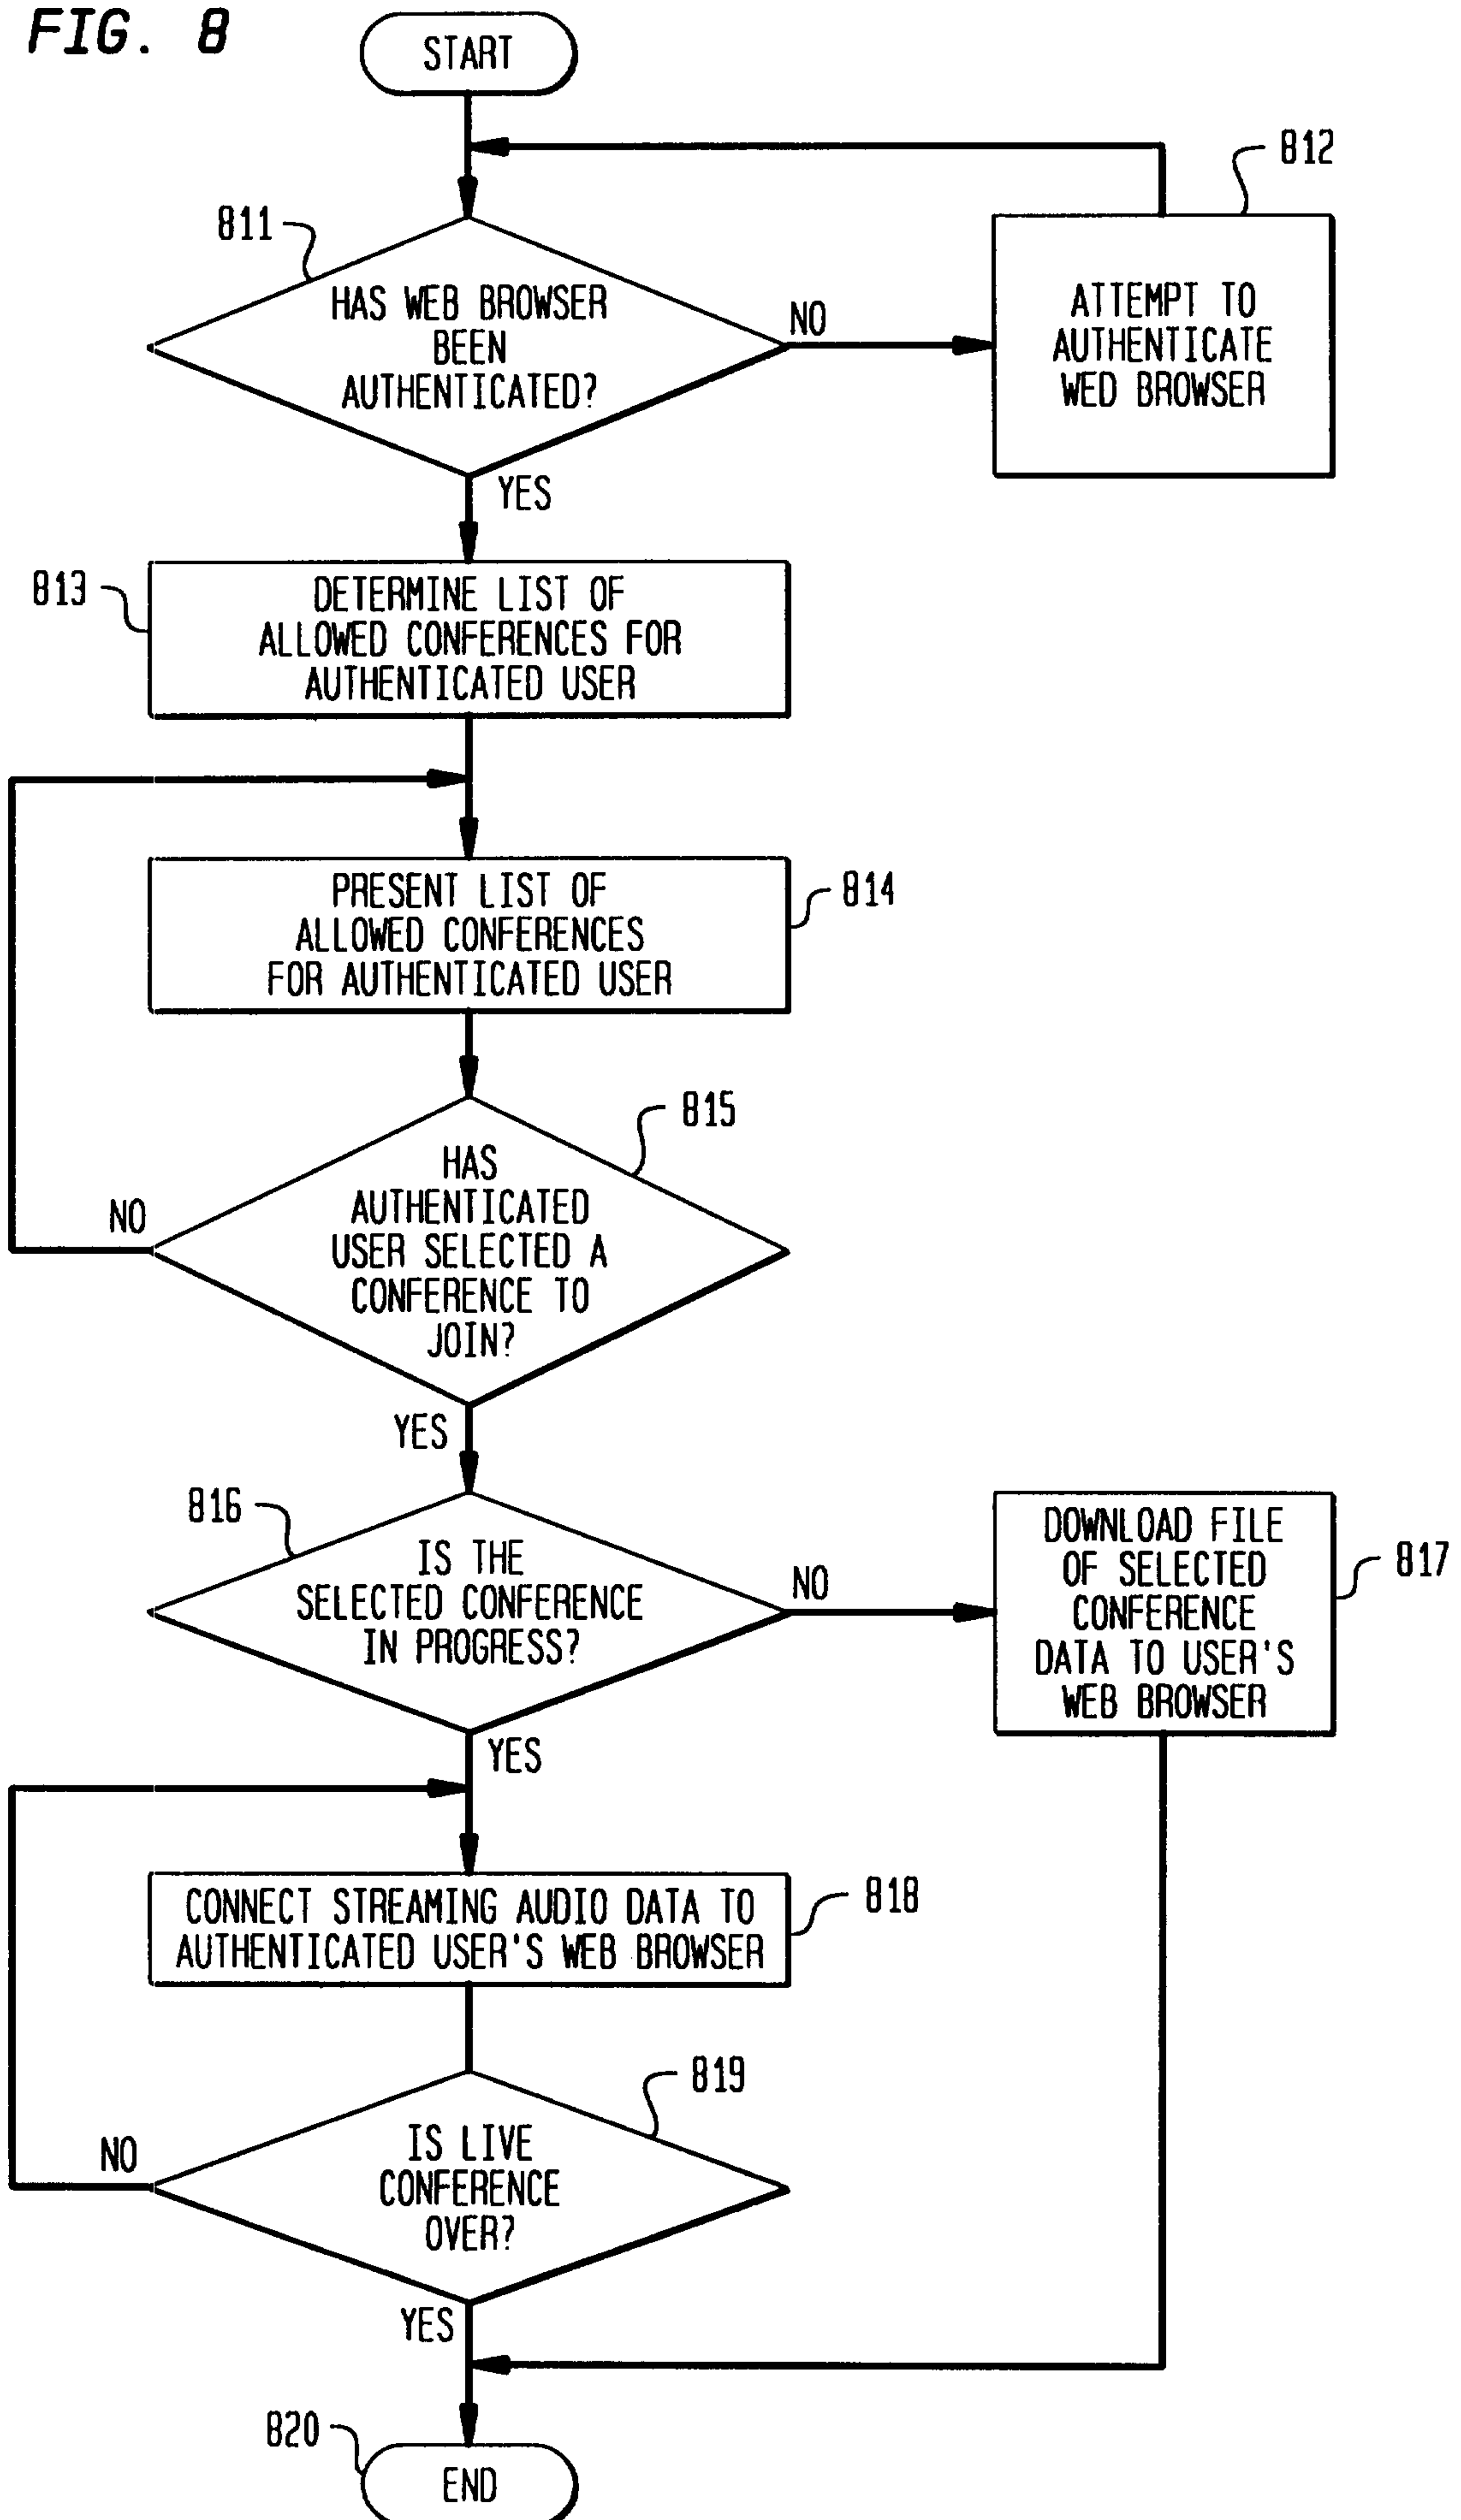 FIG. 8
START
812
811
HAS WEB BROWSER
BEEN
AUTHENTICATED?
NO
ATTEMPT TO
AUTHENTICATE
WED BROWSER
YES
813
DETERMINE LIST OF
ALLOWED CONFERENCES FOR
AUTHENTICATED USER
PRESENT LIST OF
ALLOWED CONFERENCES
FOR AUTHENTICATED USER
814
815
HAS
AUTHENTICATED
USER SELECTED A
CONFERENCE TO
JOIN?
NO
YES
816
IS THE
SELECTED CONFERENCE
IN PROGRESS?
NO
DOWNLOAD FILE
OF SELECTED
CONFERENCE
DATA TO USER'S
WEB BROWSER
817
YES
CONNECT STREAMING AUDIO DATA TO
AUTHENTICATED USER'S WEB BROWSER
818
819
IS LIVE
CONFERENCE
OVER?
NO
YES
820
END